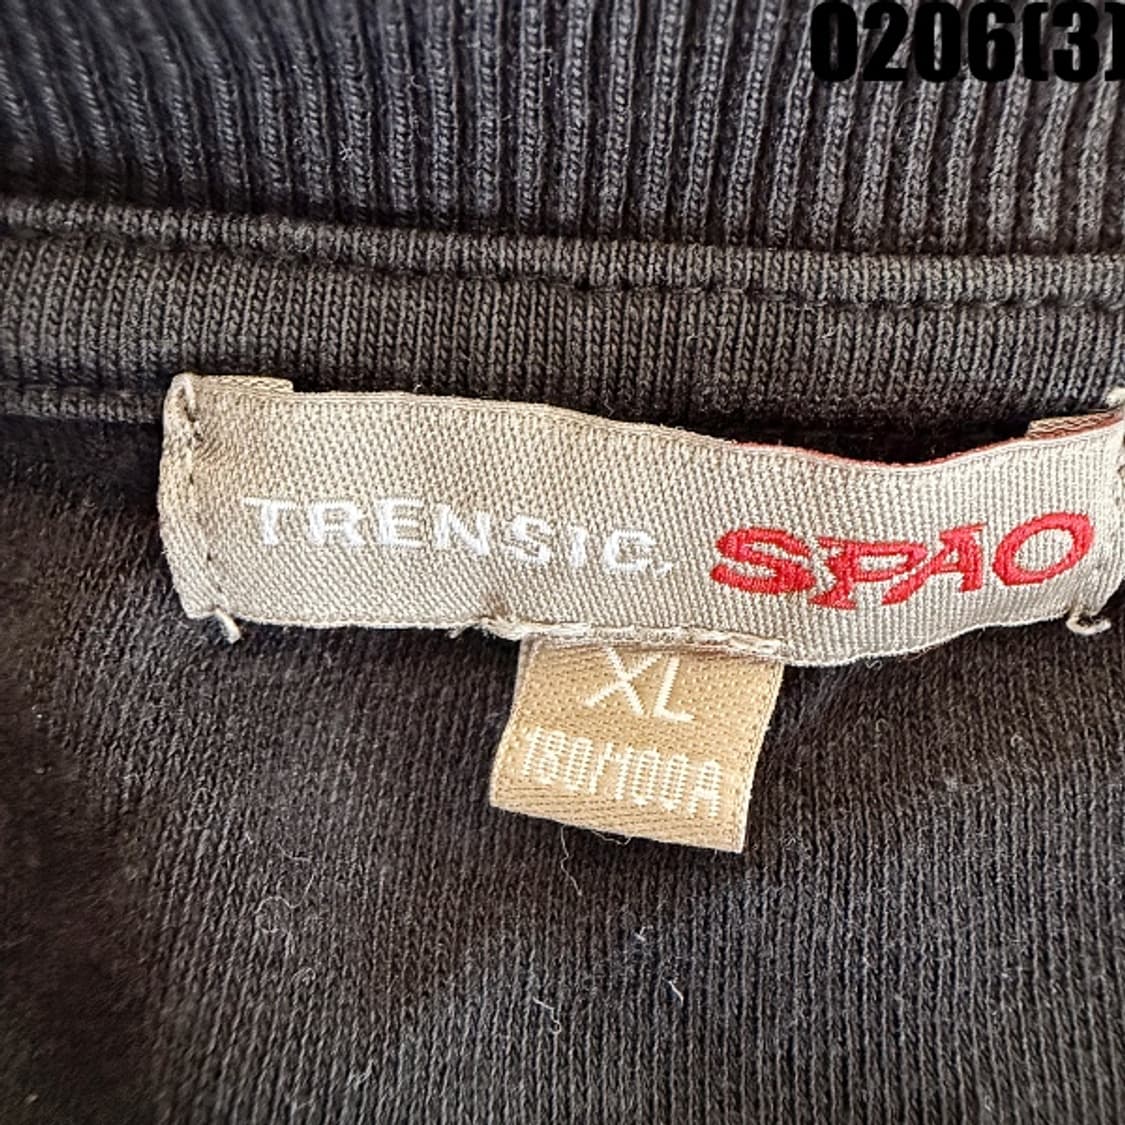 0206(3)
TRENSIC. SPAO
XL
180/100A